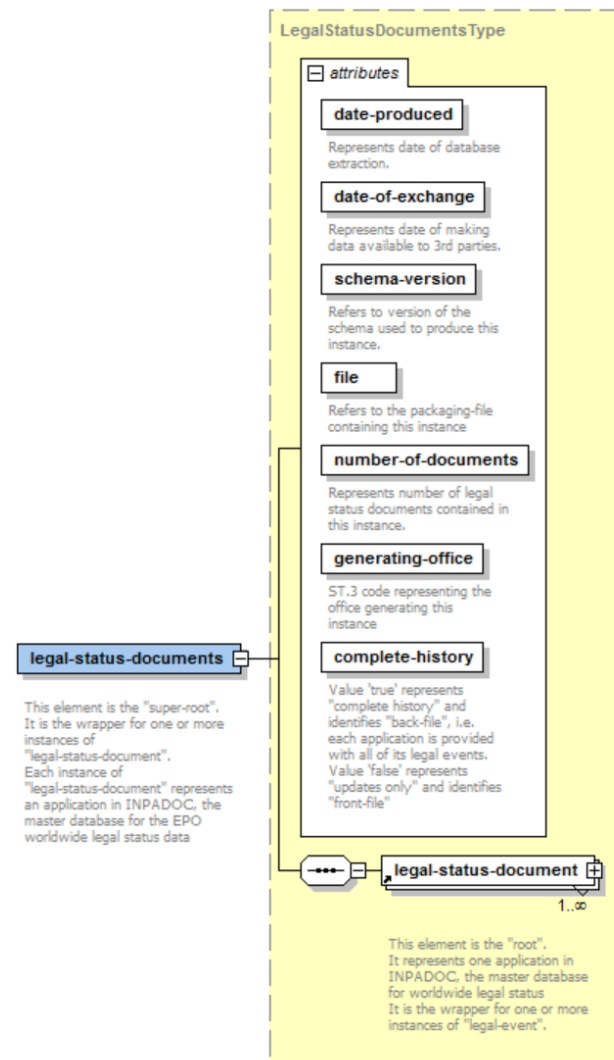 LegalStatusDocumentsType
attributes
date-produced
Represents date of database
extraction.
date-of-exchange
Represents date of making
data available to 3rd parties.
schema-version
Refers to version of the
schema used to produce this
instance.
file
Refers to the packaging-file
containing this instance
number-of-documents
Represents number of legal
status documents contained in
this instance.
generating-office
ST.3 code representing the
office generating this
instance
complete-history
Value 'true' represents
"complete history" and
identifies "back-file", i.e.
each application is provided
with all of its legal events.
Value 'false' represents
"updates only" and identifies
"front-file"
legal-status-documents
This element is the "super-root".
It is the wrapper for one or more
instances of
"legal-status-document".
Each instance of
"legal-status-document" represents
an application in INPADOC, the
master database for the EPO
worldwide legal status data
legal-status-document
1..∞
This element is the "root".
It represents one application in
INPADOC, the master database
for worldwide legal status
It is the wrapper for one or more
instances of "legal-event".